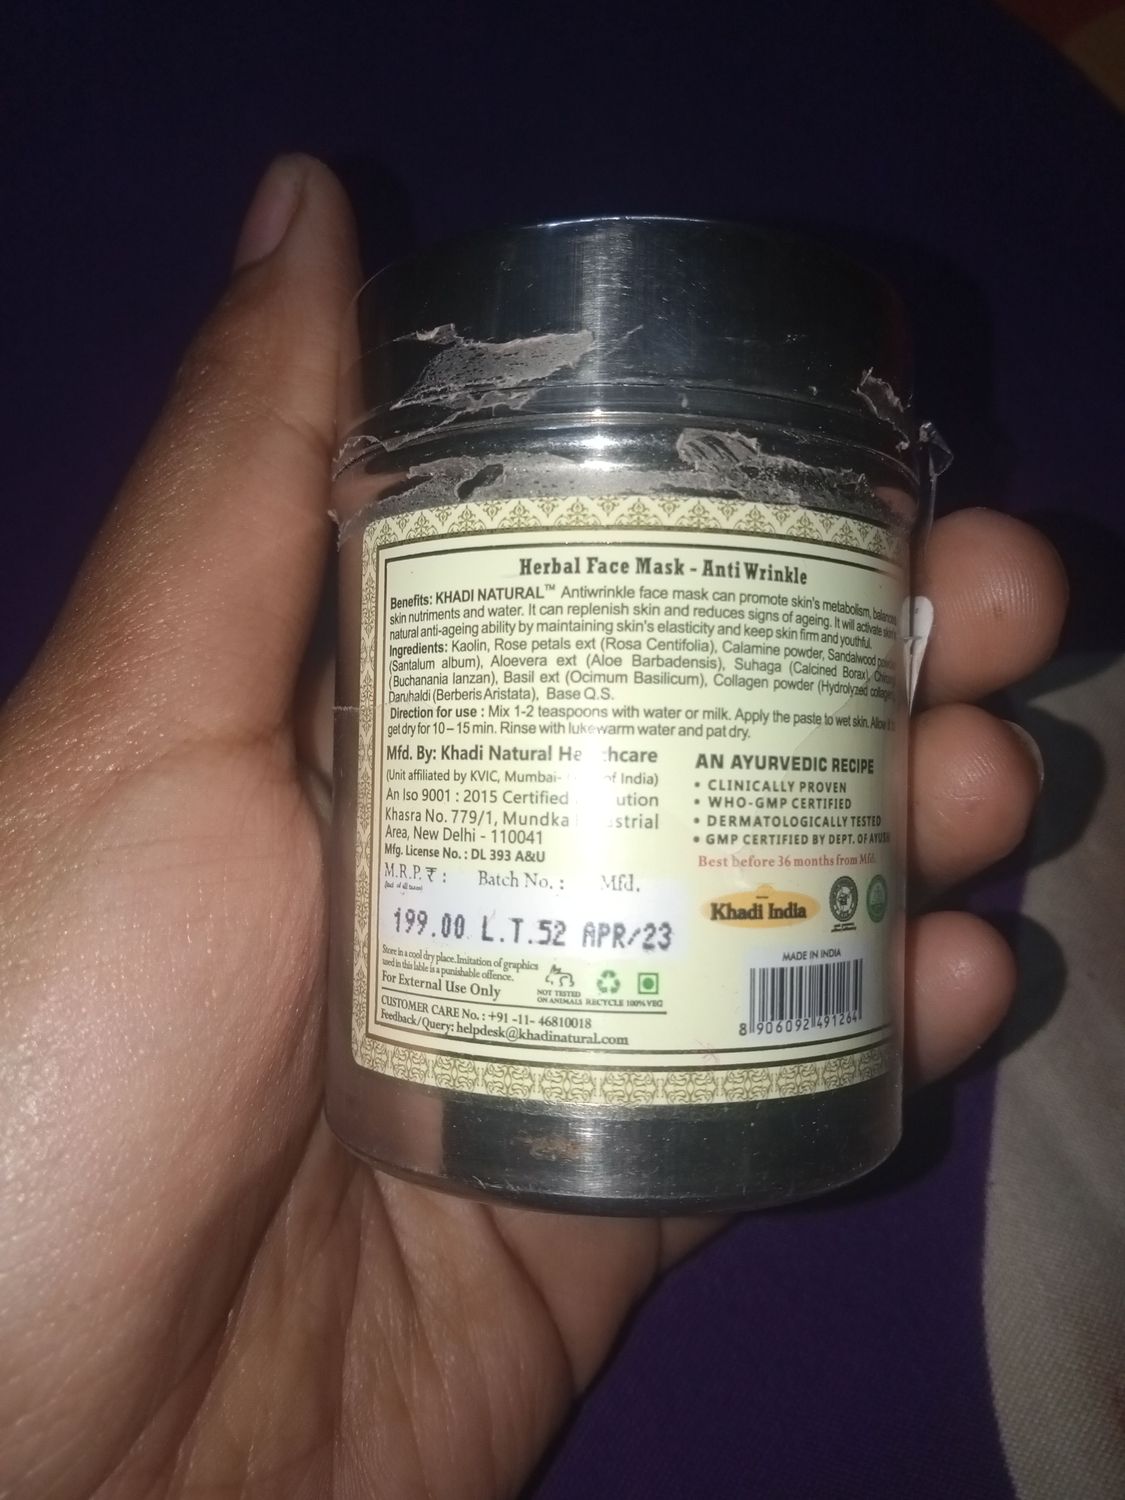 Herbal Face Mask - Anti Wrinkle
Benefits: KHADI NATURAL™ Antiwrinkle face mask can promote skin's metabolism, balances
skin nutriments and water. It can replenish skin and reduces signs of ageing. It will activate skin's
natural anti-ageing ability by maintaining skin's elasticity and keep skin firm and youthful.
Ingredients: Kaolin, Rose petals ext (Rosa Centifolia), Calamine powder, Sandalwood
(Santalum album), Aloevera ext (Aloe Barbadensis), Suhaga (Calcined Borax),
(Buchanania lanzan), Basil ext (Ocimum Basilicum), Collagen powder (Hydrolyzed
Daruhaldi (Berberis Aristata), Base Q.S.
Direction for use : Mix 1-2 teaspoons with water or milk. Apply the paste to wet skin. Allow
get dry for 10 – 15 min. Rinse with lukewarm water and pat dry.
Mfd. By: Khadi Natural
(Unit affiliated by KVIC, Mumbai- of India)
An Iso 9001 : 2015 Certified
Khasra No. 779/1, Mundka
Area, New Delhi - 110041
Mfg. License No. : DL 393 A&U
AN AYURVEDIC RECIPE
• CLINICALLY PROVEN
• WHO-GMP CERTIFIED
• DERMATOLOGICALLY TESTED
• GMP CERTIFIED BY DEPT. OF AYUSH
Best before 36 months from Mfd.
M.R.P. ₹ : Batch No. : Mfd.
199.00 L.T.52 APR/23
Khadi India
Store in a cool dry place. Imitation of graphics
used in this lable is a punishable offence.
For External Use Only
NOT TESTED
ON ANIMALS RECYCLE 100% VEG
CUSTOMER CARE No. : +91 -11- 46810018
Feedback/Query: helpdesk@khadinatural.com
MADE IN INDIA
8 906092 491264